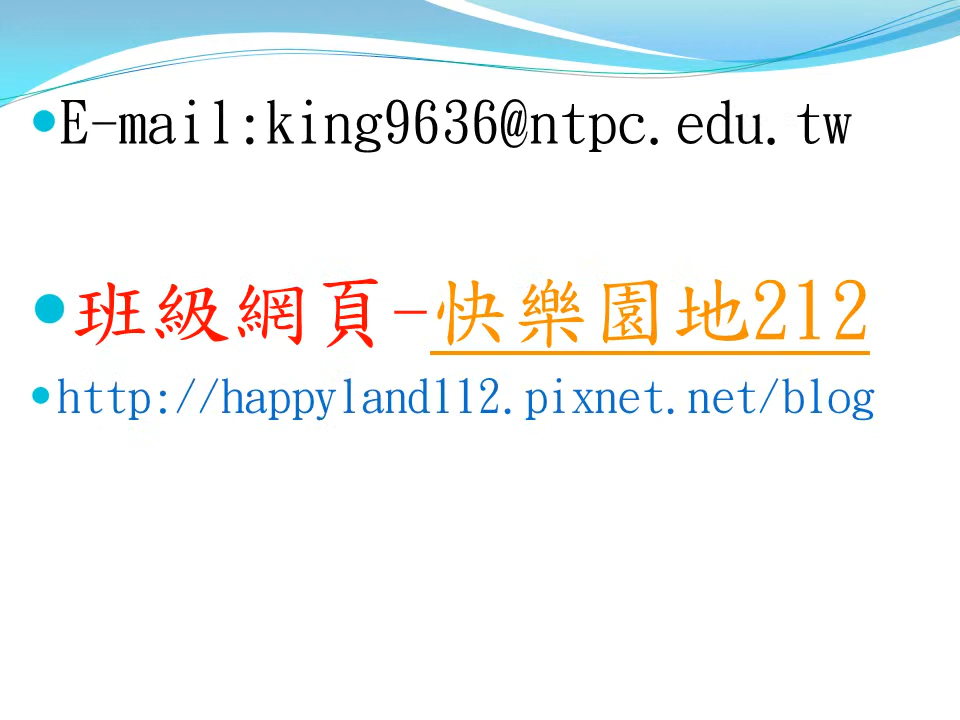 E-mail:king9636@ntpc.edu.tw
班級網頁-快樂園地212
http://happyland112.pixnet.net/blog